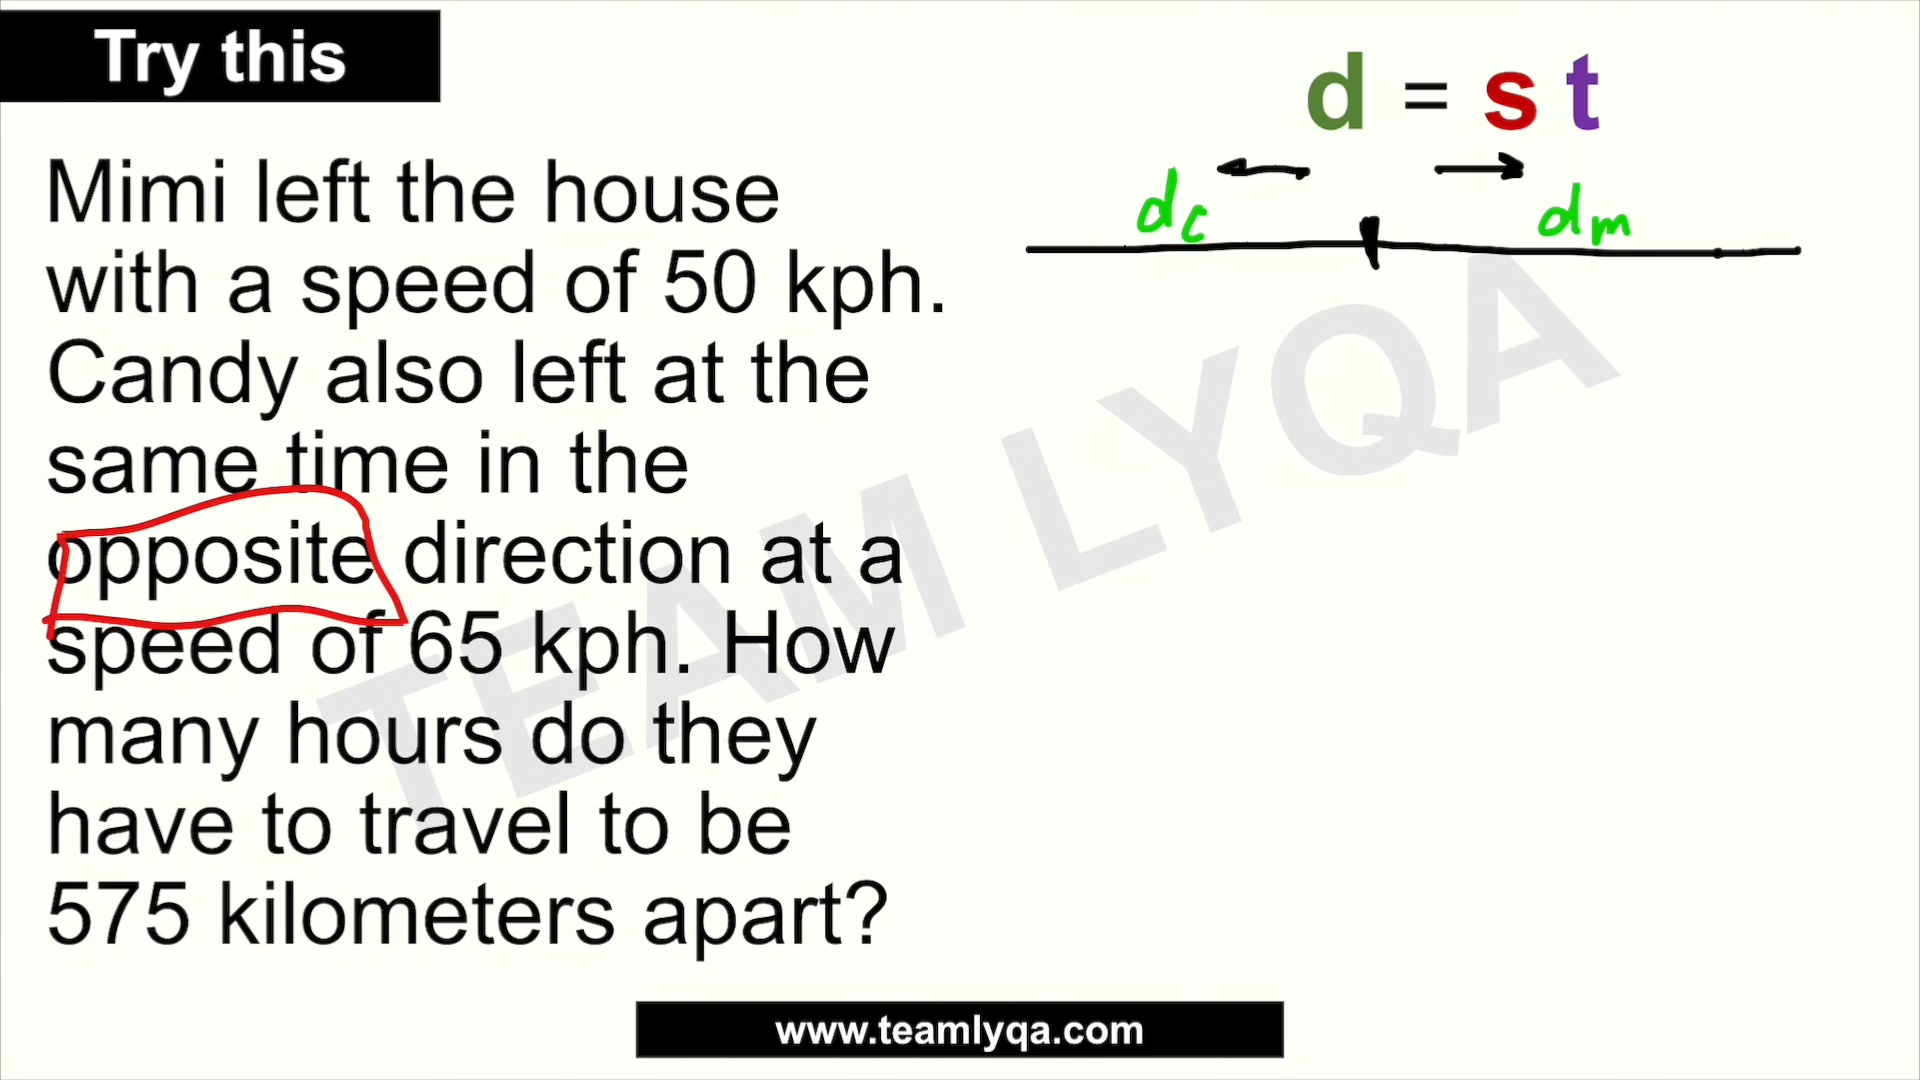 Try this
d = s t
dc dm
Mimi left the house
with a speed of 50 kph.
Candy also left at the
same time in the
opposite direction at a
speed of 65 kph. How
many hours do they
have to travel to be
575 kilometers apart?
TEAM LYQA
www.teamlyqa.com